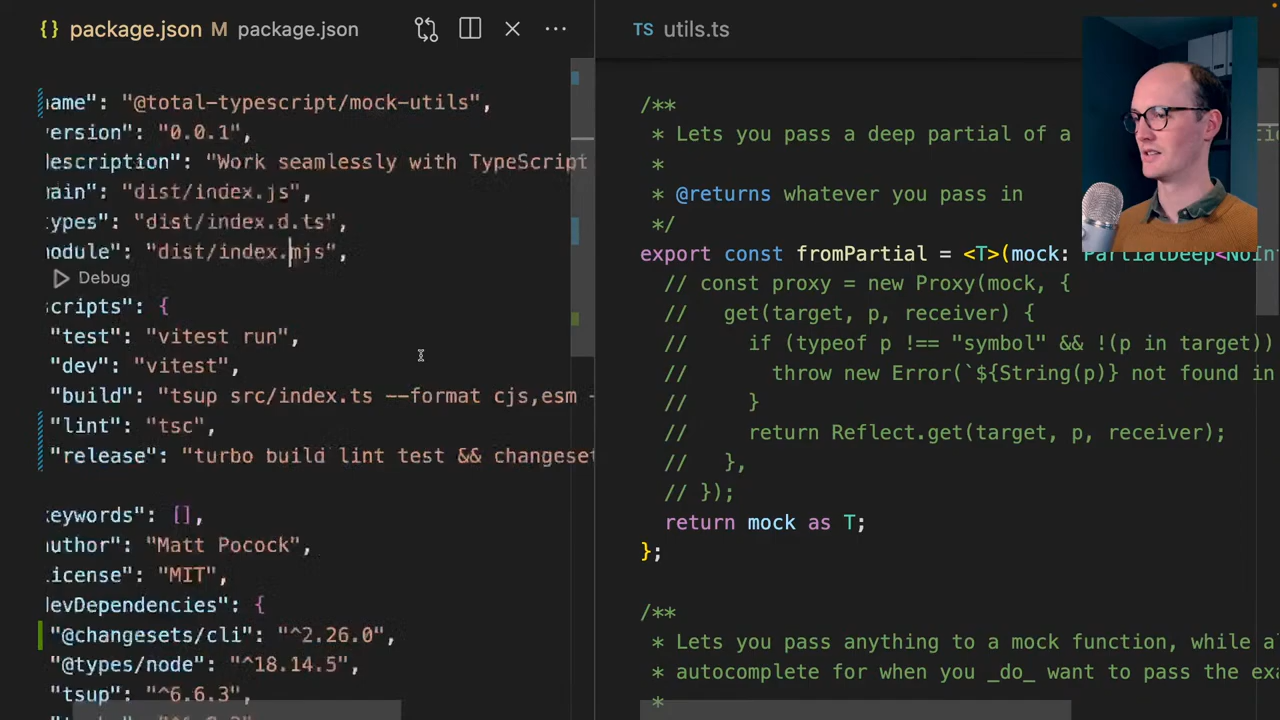 {} package.json M package.json
ame": "@total-typescript/mock-utils",
ersion": "0.0.1",
escription": "Work seamlessly with TypeScript
ain": "dist/index.js",
ypes": "dist/index.d.ts",
odule": "dist/index.mjs",
Debug
scripts": {
"test": "vitest run",
"dev": "vitest",
"build": "tsup src/index.ts --format cjs,esm
"lint": "tsc",
"release": "turbo build lint test && changeset
eywords": [],
uthor": "Matt Pocock",
icense": "MIT",
devDependencies": {
"@changesets/cli": "^2.26.0",
"@types/node": "^18.14.5",
"tsup": "^6.6.3",
TS utils.ts
/**
* Lets you pass a deep partial of a
*
* @returns whatever you pass in
*/
export const fromPartial = <T>(mock: PartialDeep<NoIn
// const proxy = new Proxy(mock, {
// get(target, p, receiver) {
// if (typeof p !== "symbol" && !(p in target))
// throw new Error(`${String(p)} not found in
// }
// return Reflect.get(target, p, receiver);
// },
// });
return mock as T;
};
/**
* Lets you pass anything to a mock function, while a
* autocomplete for when you _do_ want to pass the exa
*